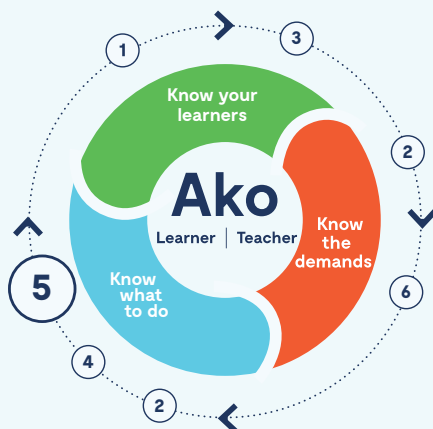 3
1
Know your
learners
2
Ako
Learner | Teacher
Know
the
demands
Know
what
to do
5
6
4
2